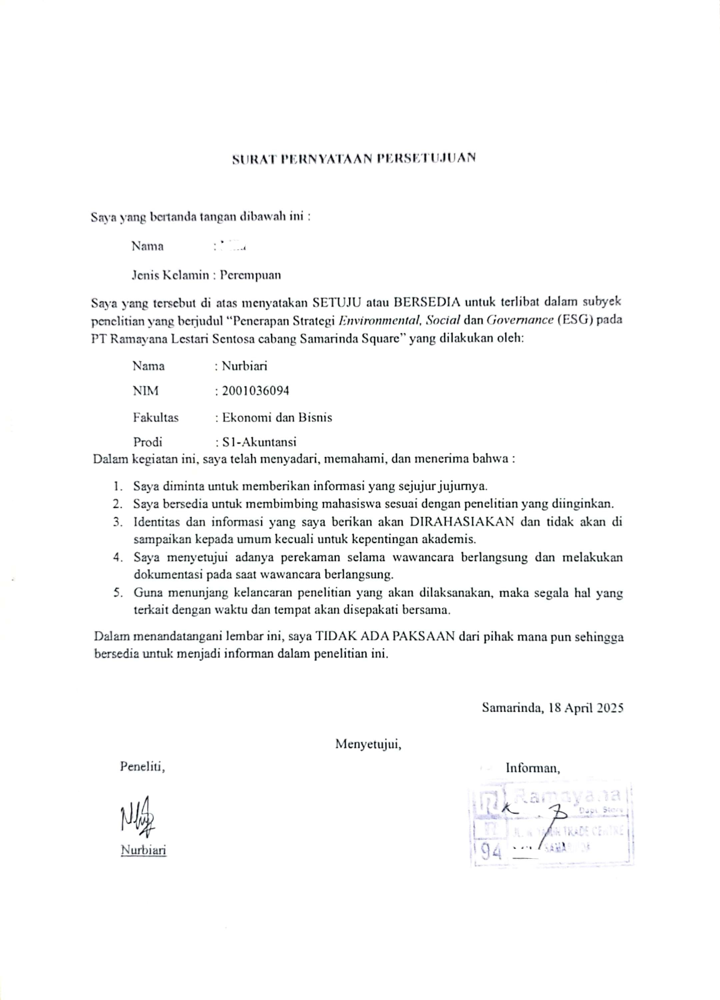 SURAT PERNYATAAN PERSETUJUAN
Saya yang bertanda tangan dibawah ini :
Nama :
Jenis Kelamin : Perempuan
Saya yang tersebut di atas menyatakan SETUJU atau BERSEDIA untuk terlibat dalam subyek
penelitian yang berjudul “Penerapan Strategi Environmental, Social dan Governance (ESG) pada
PT Ramayana Lestari Sentosa cabang Samarinda Square” yang dilakukan oleh:
Nama : Nurbiari
NIM : 2001036094
Fakultas : Ekonomi dan Bisnis
Prodi : S1-Akuntansi
Dalam kegiatan ini, saya telah menyadari, memahami, dan menerima bahwa :
1. Saya diminta untuk memberikan informasi yang sejujur jujurnya.
2. Saya bersedia untuk membimbing mahasiswa sesuai dengan penelitian yang diinginkan.
3. Identitas dan informasi yang saya berikan akan DIRAHASIAKAN dan tidak akan di
sampaikan kepada umum kecuali untuk kepentingan akademis.
4. Saya menyetujui adanya perekaman selama wawancara berlangsung dan melakukan
dokumentasi pada saat wawancara berlangsung.
5. Guna menunjang kelancaran penelitian yang akan dilaksanakan, maka segala hal yang
terkait dengan waktu dan tempat akan disepakati bersama.
Dalam menandatangani lembar ini, saya TIDAK ADA PAKSAAN dari pihak mana pun sehingga
bersedia untuk menjadi informan dalam penelitian ini.
Samarinda, 18 April 2025
Menyetujui,
Peneliti,
Informan,
Ramayana
Dept. Store
TRADE CENTRE
94
Nurbiari